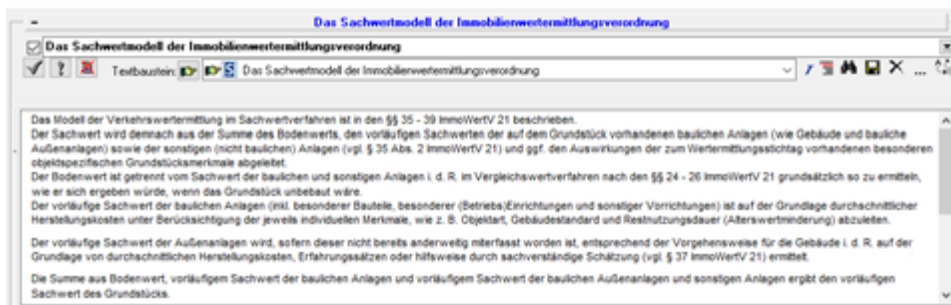 Das Sachwertmodell der Immobilienwertermittlungsverordnung
Das Sachwertmodell der Immobilienwertermittlungsverordnung
Textbaustein: S Das Sachwertmodell der Immobilienwertermittlungsverordnung
Das Modell der Verkehrswertermittlung im Sachwertverfahren ist in den §§ 35 - 39 ImmoWertV 21 beschrieben.
Der Sachwert wird demnach aus der Summe des Bodenwerts, den vorläufigen Sachwerten der auf dem Grundstück vorhandenen baulichen Anlagen (wie Gebäude und bauliche
Außenanlagen) sowie der sonstigen (nicht baulichen) Anlagen (vgl. § 35 Abs. 2 ImmoWertV 21) und ggf. den Auswirkungen der zum Wertermittlungsstichtag vorhandenen besonderen
objektspezifischen Grundstücksmerkmale abgeleitet.
Der Bodenwert ist getrennt vom Sachwert der baulichen und sonstigen Anlagen i. d. R. im Vergleichswertverfahren nach den §§ 24 - 26 ImmoWertV 21 grundsätzlich so zu ermitteln,
wie er sich ergeben würde, wenn das Grundstück unbebaut wäre.
Der vorläufige Sachwert der baulichen Anlagen (inkl. besonderer Bauteile, besonderer (Betriebs)Einrichtungen und sonstiger Vorrichtungen) ist auf der Grundlage durchschnittlicher
Herstellungskosten unter Berücksichtigung der jeweils individuellen Merkmale, wie z. B. Objektart, Gebäudestandard und Restnutzungsdauer (Alterswertminderung) abzuleiten.
Der vorläufige Sachwert der Außenanlagen wird, sofern dieser nicht bereits anderweitig miterfasst worden ist, entsprechend der Vorgehensweise für die Gebäude i. d. R. auf der
Grundlage von durchschnittlichen Herstellungskosten, Erfahrungssätzen oder hilfsweise durch sachverständige Schätzung (vgl. § 37 ImmoWertV 21) ermittelt.
Die Summe aus Bodenwert, vorläufigem Sachwert der baulichen Anlagen und vorläufigem Sachwert der baulichen Außenanlagen und sonstigen Anlagen ergibt den vorläufigen
Sachwert des Grundstücks.